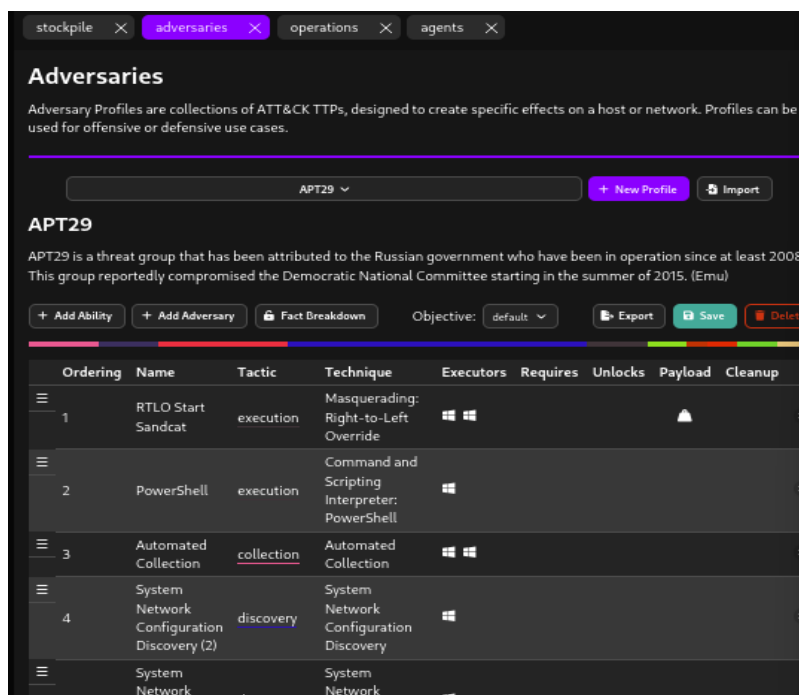 stockpile adversaries operations agents
Adversaries
Adversary Profiles are collections of ATT&CK TTPs, designed to create specific effects on a host or network. Profiles can be
used for offensive or defensive use cases.
APT29
+ New Profile
Import
APT29
APT29 is a threat group that has been attributed to the Russian government who have been in operation since at least 2008
This group reportedly compromised the Democratic National Committee starting in the summer of 2015. (Emu)
+ Add Ability + Add Adversary Fact Breakdown Objective: default Export Save Delet
Ordering Name Tactic Technique Executors Requires Unlocks Payload Cleanup
1 RTLO Start Sandcat execution Masquerading: Right-to-Left Override
2 PowerShell execution Command and Scripting Interpreter: PowerShell
3 Automated Collection collection Automated Collection
4 System Network Configuration Discovery (2) discovery System Network Configuration Discovery
System Network System Network